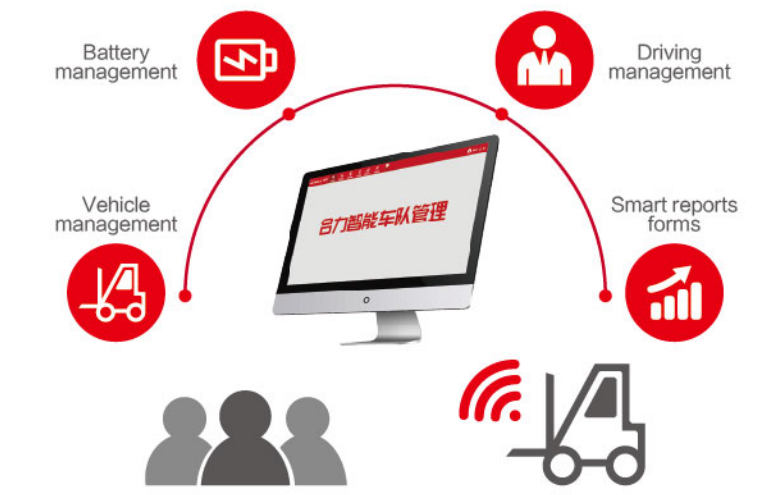 Battery
management
Driving
management
Vehicle
management
Smart reports
forms
合力智能车队管理